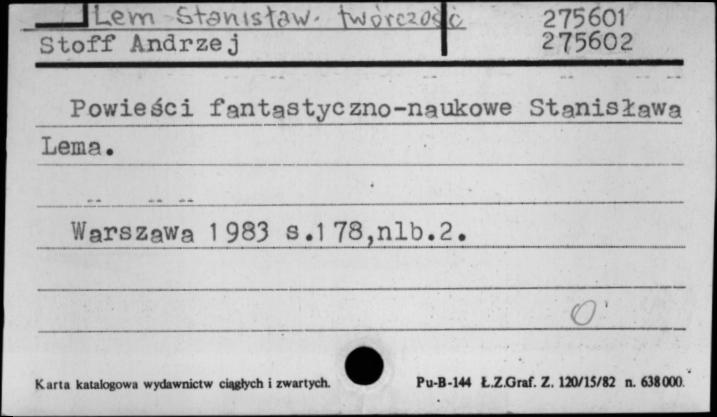 Lem Stanisław. twórczość 275601
Stoff Andrzej 275602
Powieści fantastyczno-naukowe Stanisława
Lema.
Warszawa 1983 s.178,nlb.2.
0
Karta katalogowa wydawnictw ciągłych i zwartych. Pu-B-144 Ł.Z.Graf. Z. 120/15/82 n. 638000.